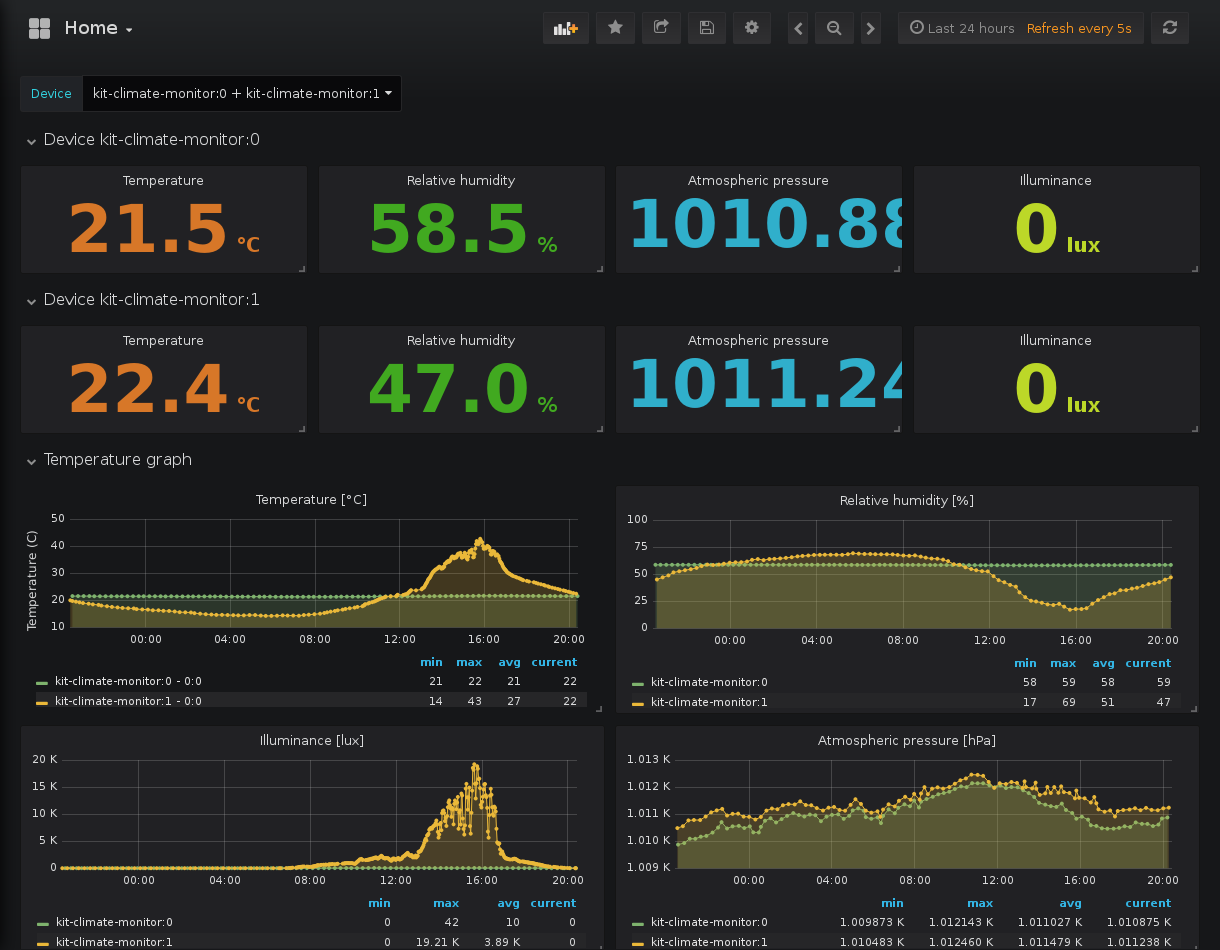 Home
Last 24 hours Refresh every 5s
Device kit-climate-monitor:0 + kit-climate-monitor:1
Device kit-climate-monitor:0
Temperature Relative humidity Atmospheric pressure Illuminance
21.5 °C 58.5 % 1010.88 0 lux
Device kit-climate-monitor:1
Temperature Relative humidity Atmospheric pressure Illuminance
22.4 °C 47.0 % 1011.24 0 lux
Temperature graph
Temperature [°C]
Temperature (C)
50
40
30
20
10
00:00 04:00 08:00 12:00 16:00 20:00
min max avg current
kit-climate-monitor:0 - 0:0 21 22 21 22
kit-climate-monitor:1 - 0:0 14 43 27 22
Relative humidity [%]
100
75
50
25
0
00:00 04:00 08:00 12:00 16:00 20:00
min max avg current
kit-climate-monitor:0 58 59 58 59
kit-climate-monitor:1 17 69 51 47
Illuminance [lux]
20 K
15 K
10 K
5 K
0
00:00 04:00 08:00 12:00 16:00 20:00
min max avg current
kit-climate-monitor:0 0 42 10 0
kit-climate-monitor:1 0 19.21 K 3.89 K 0
Atmospheric pressure [hPa]
1.013 K
1.012 K
1.011 K
1.010 K
1.009 K
00:00 04:00 08:00 12:00 16:00 20:00
min max avg current
kit-climate-monitor:0 1.009873 K 1.012143 K 1.011027 K 1.010875 K
kit-climate-monitor:1 1.010483 K 1.012460 K 1.011479 K 1.011238 K